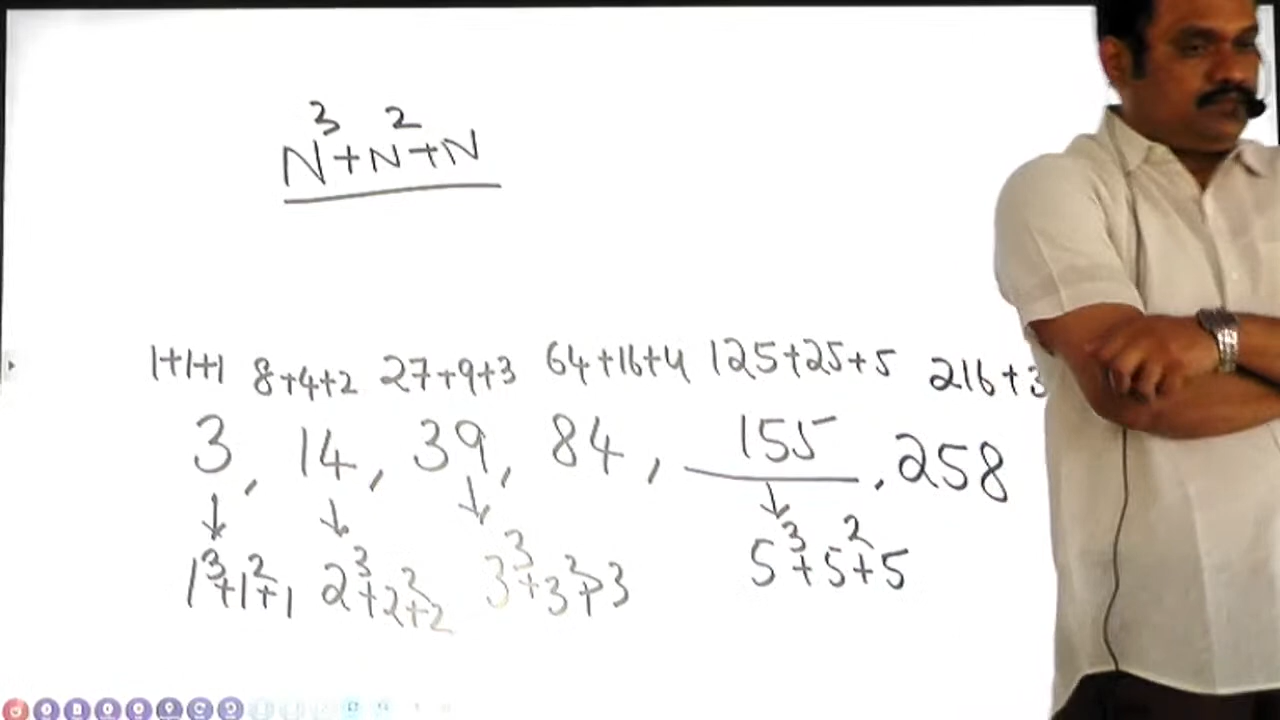 N³+N²+N
1+1+1 8+4+2 27+9+3 64+16+4 125+25+5 216+3
3, 14, 39, 84, 155, 258
1³+1²+1 2³+2²+2 3³+3²+3 5³+5²+5